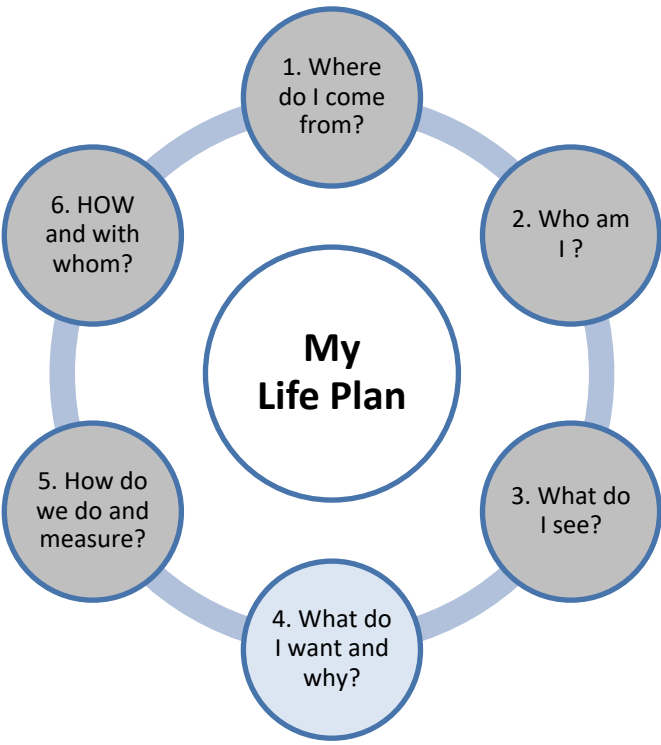 1. Where
do I come
from?
2. Who am
I ?
3. What do
I see?
4. What do
I want and
why?
5. How do
we do and
measure?
6. HOW
and with
whom?
My
Life Plan